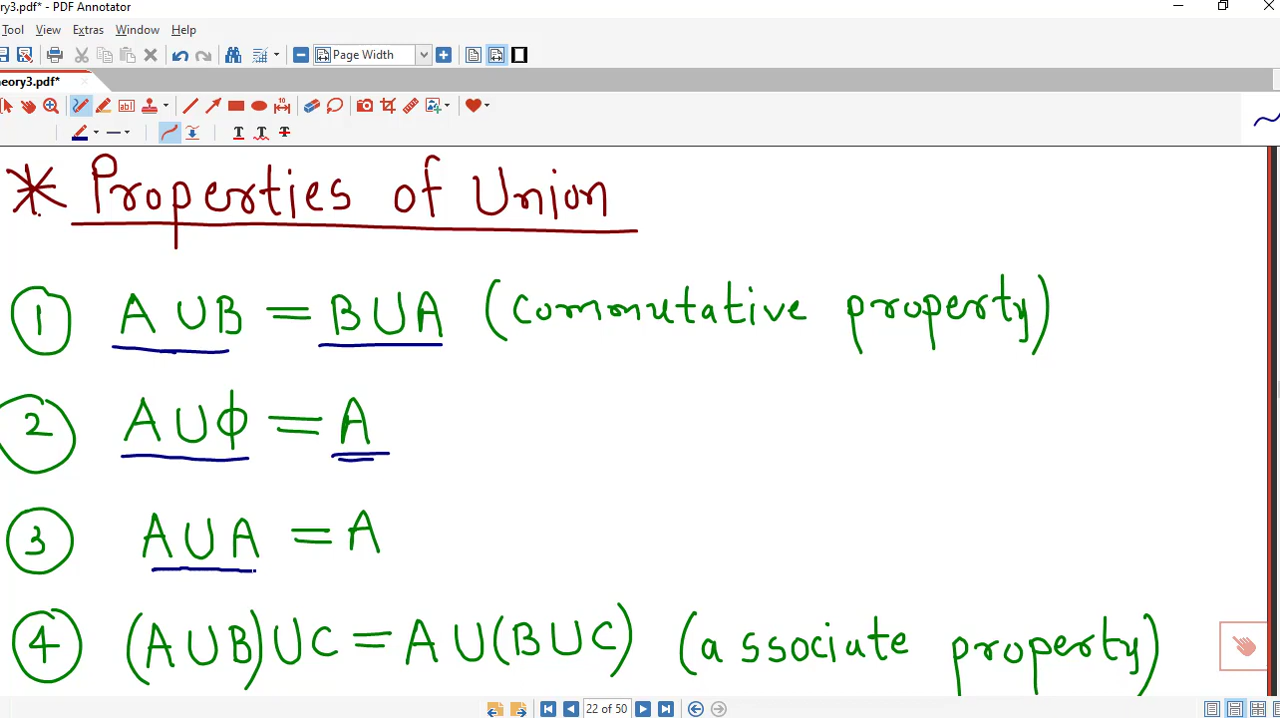 ry3.pdf* - PDF Annotator
Tool View Extras Window Help
Page Width
eory3.pdf*
* Properties of Union
1 A ∪ B = B ∪ A (commutative property)
2 A ∪ ϕ = A
3 A ∪ A = A
4 (A ∪ B) ∪ C = A ∪ (B ∪ C) (associate property)
22 of 50